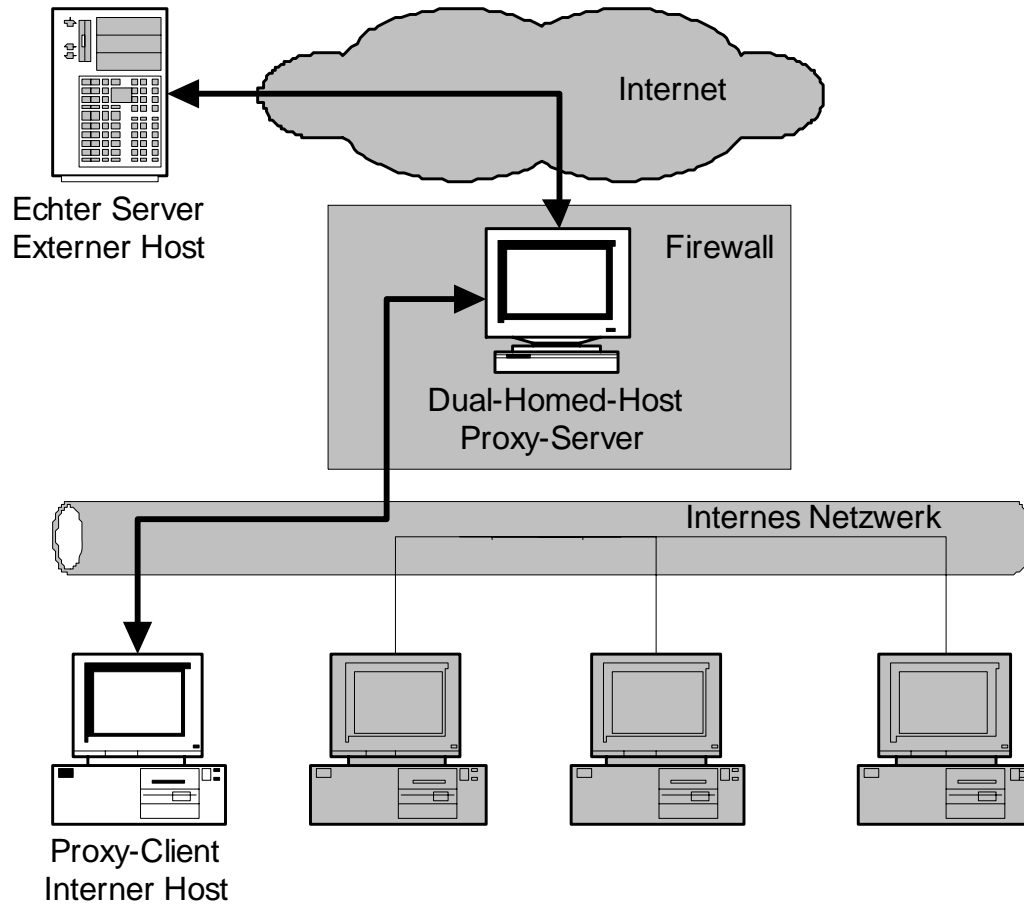 Internet
Echter Server
Externer Host
Firewall
Dual-Homed-Host
Proxy-Server
Internes Netzwerk
Proxy-Client
Interner Host